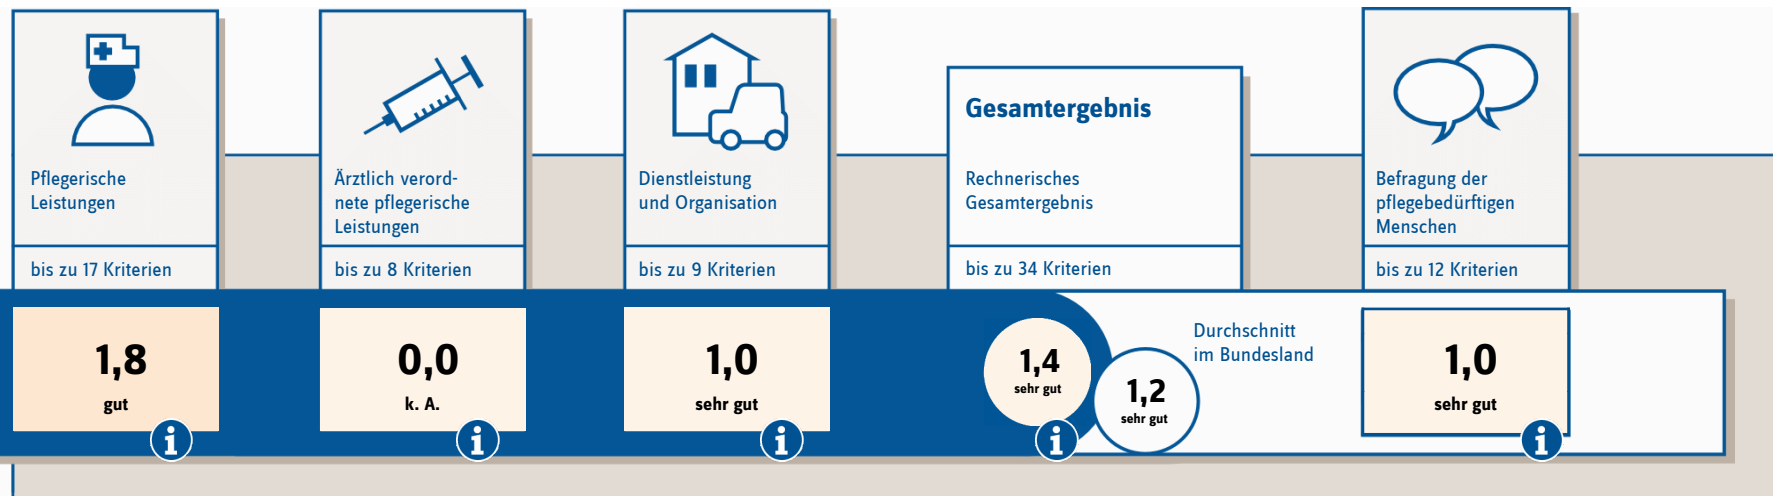 Pflegerische
Leistungen
bis zu 17 Kriterien
1,8
gut
Ärztlich verord-
nete pflegerische
Leistungen
bis zu 8 Kriterien
0,0
k. A.
Dienstleistung
und Organisation
bis zu 9 Kriterien
1,0
sehr gut
Gesamtergebnis
Rechnerisches
Gesamtergebnis
bis zu 34 Kriterien
1,4
sehr gut
1,2
sehr gut
Durchschnitt
im Bundesland
Befragung der
pflegebedürftigen
Menschen
bis zu 12 Kriterien
1,0
sehr gut